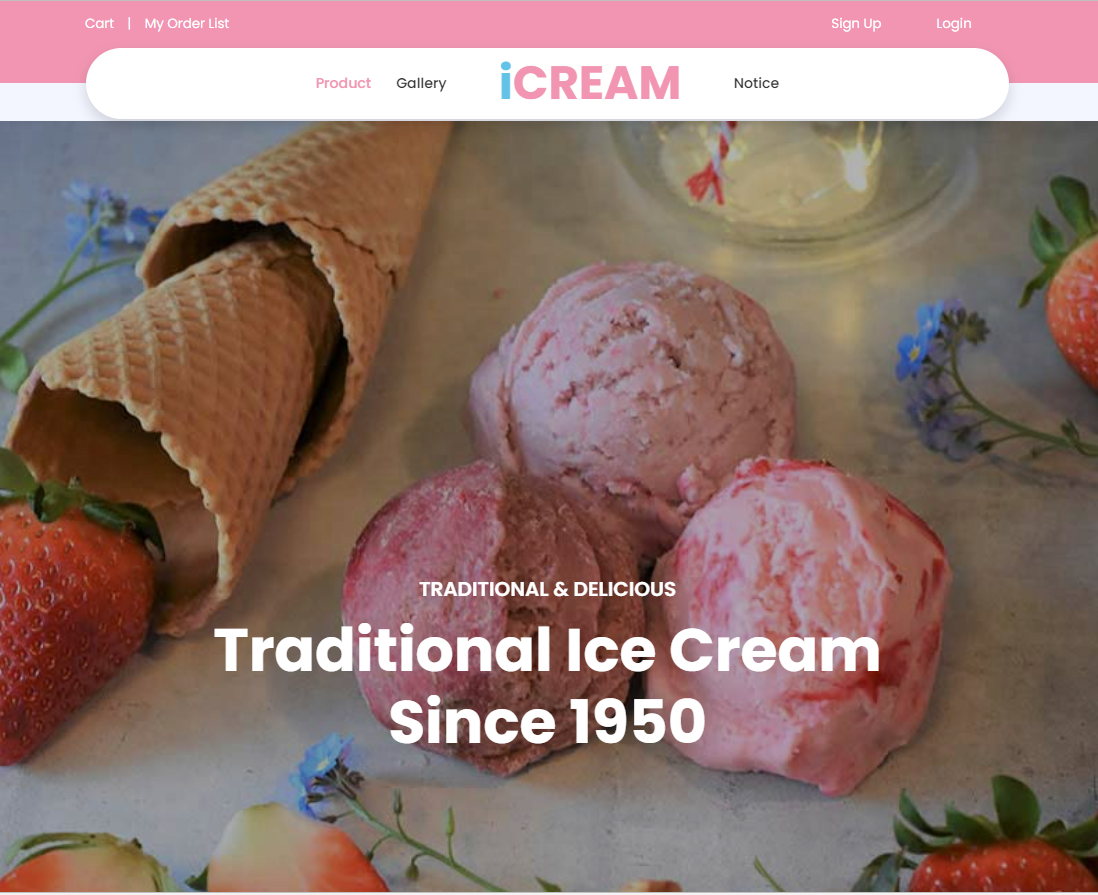 Cart | My Order List Sign Up Login
Product Gallery iCREAM Notice
TRADITIONAL & DELICIOUS
Traditional Ice Cream
Since 1950